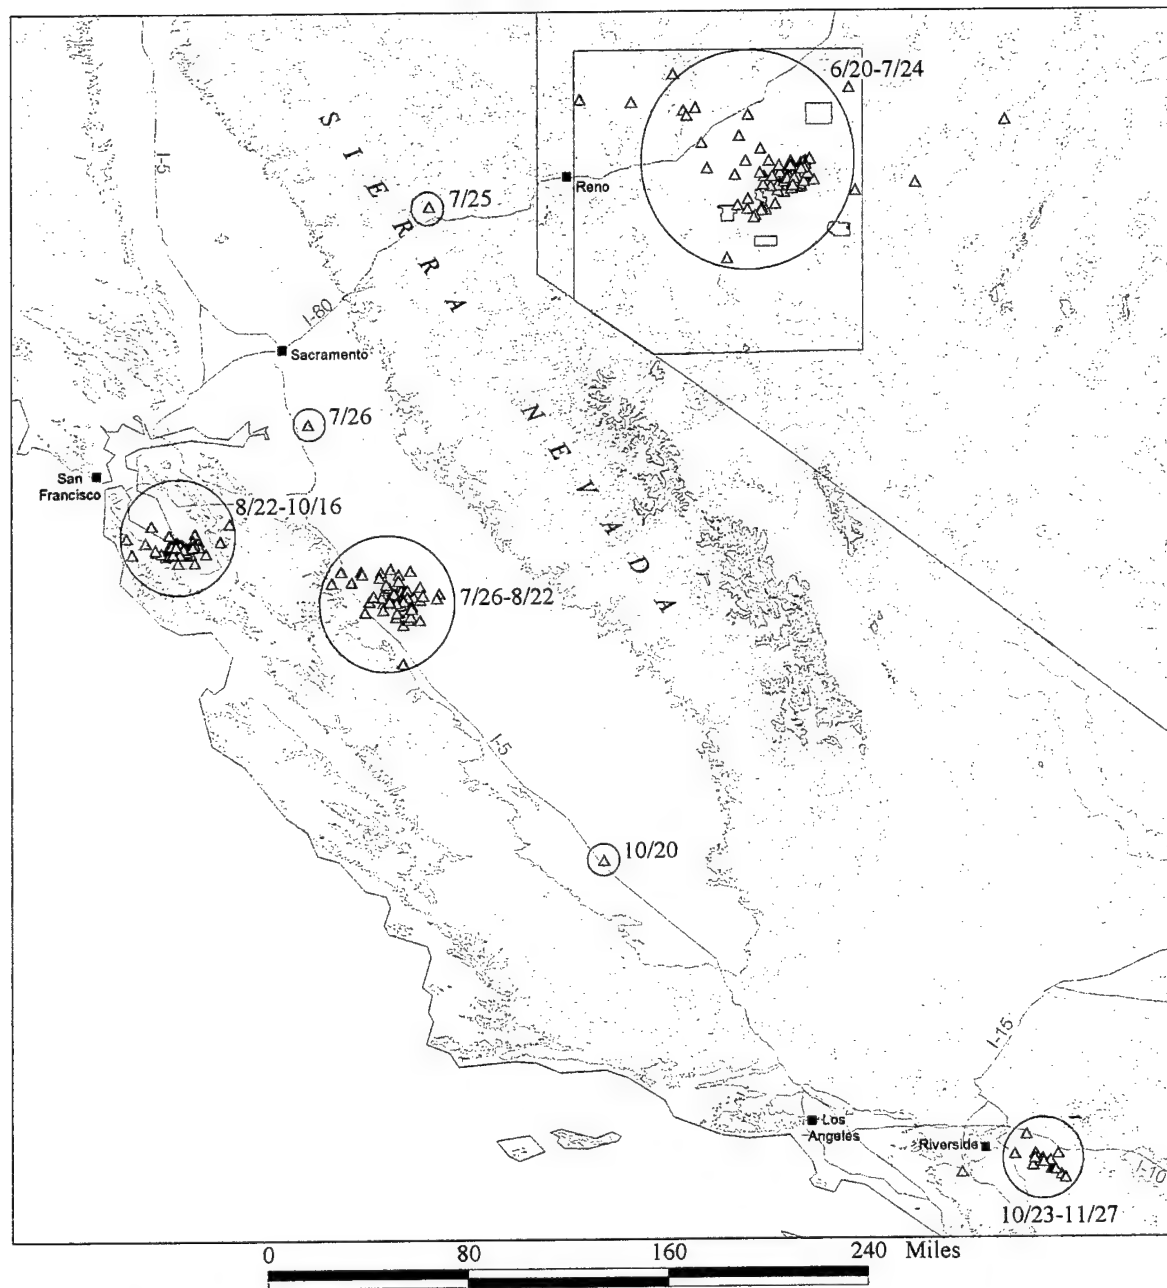 6/20-7/24
I-5
SIERRA
Reno
7/25
I-80
Sacramento
7/26
NEVADA
San
Francisco
8/22-10/16
7/26-8/22
I-5
10/20
I-15
Los
Angeles
Riverside
I-10
10/23-11/27
0 80 160 240 Miles